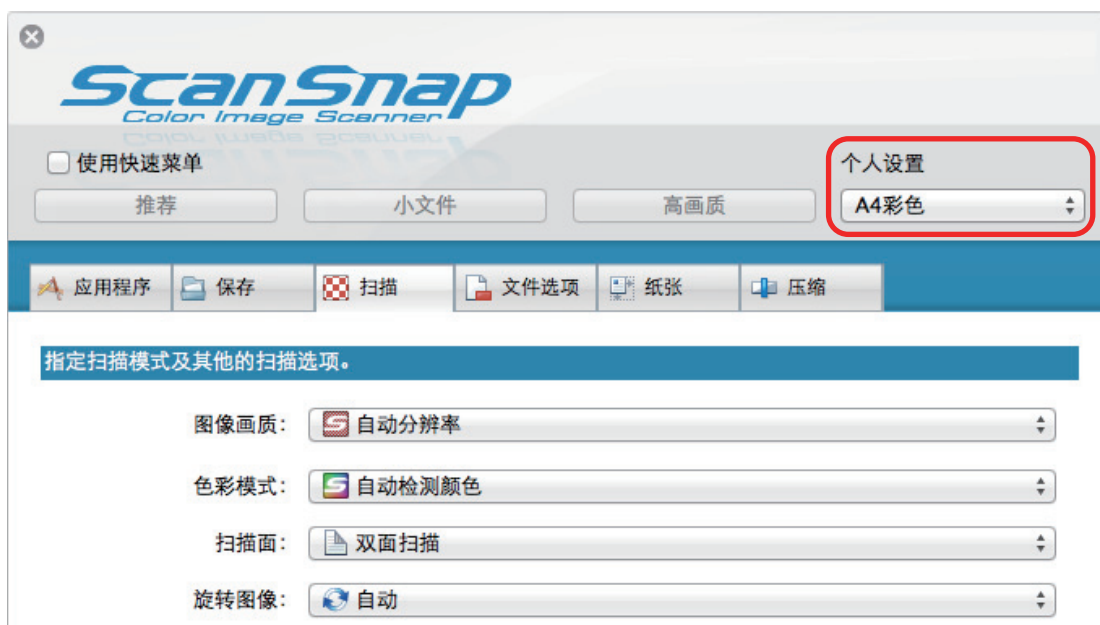 ScanSnap
Color Image Scanner
使用快速菜单
个人设置
推荐 小文件 高画质 A4彩色
应用程序 保存 扫描 文件选项 纸张 压缩
指定扫描模式及其他的扫描选项。
图像画质： 自动分辨率
色彩模式： 自动检测颜色
扫描面： 双面扫描
旋转图像： 自动